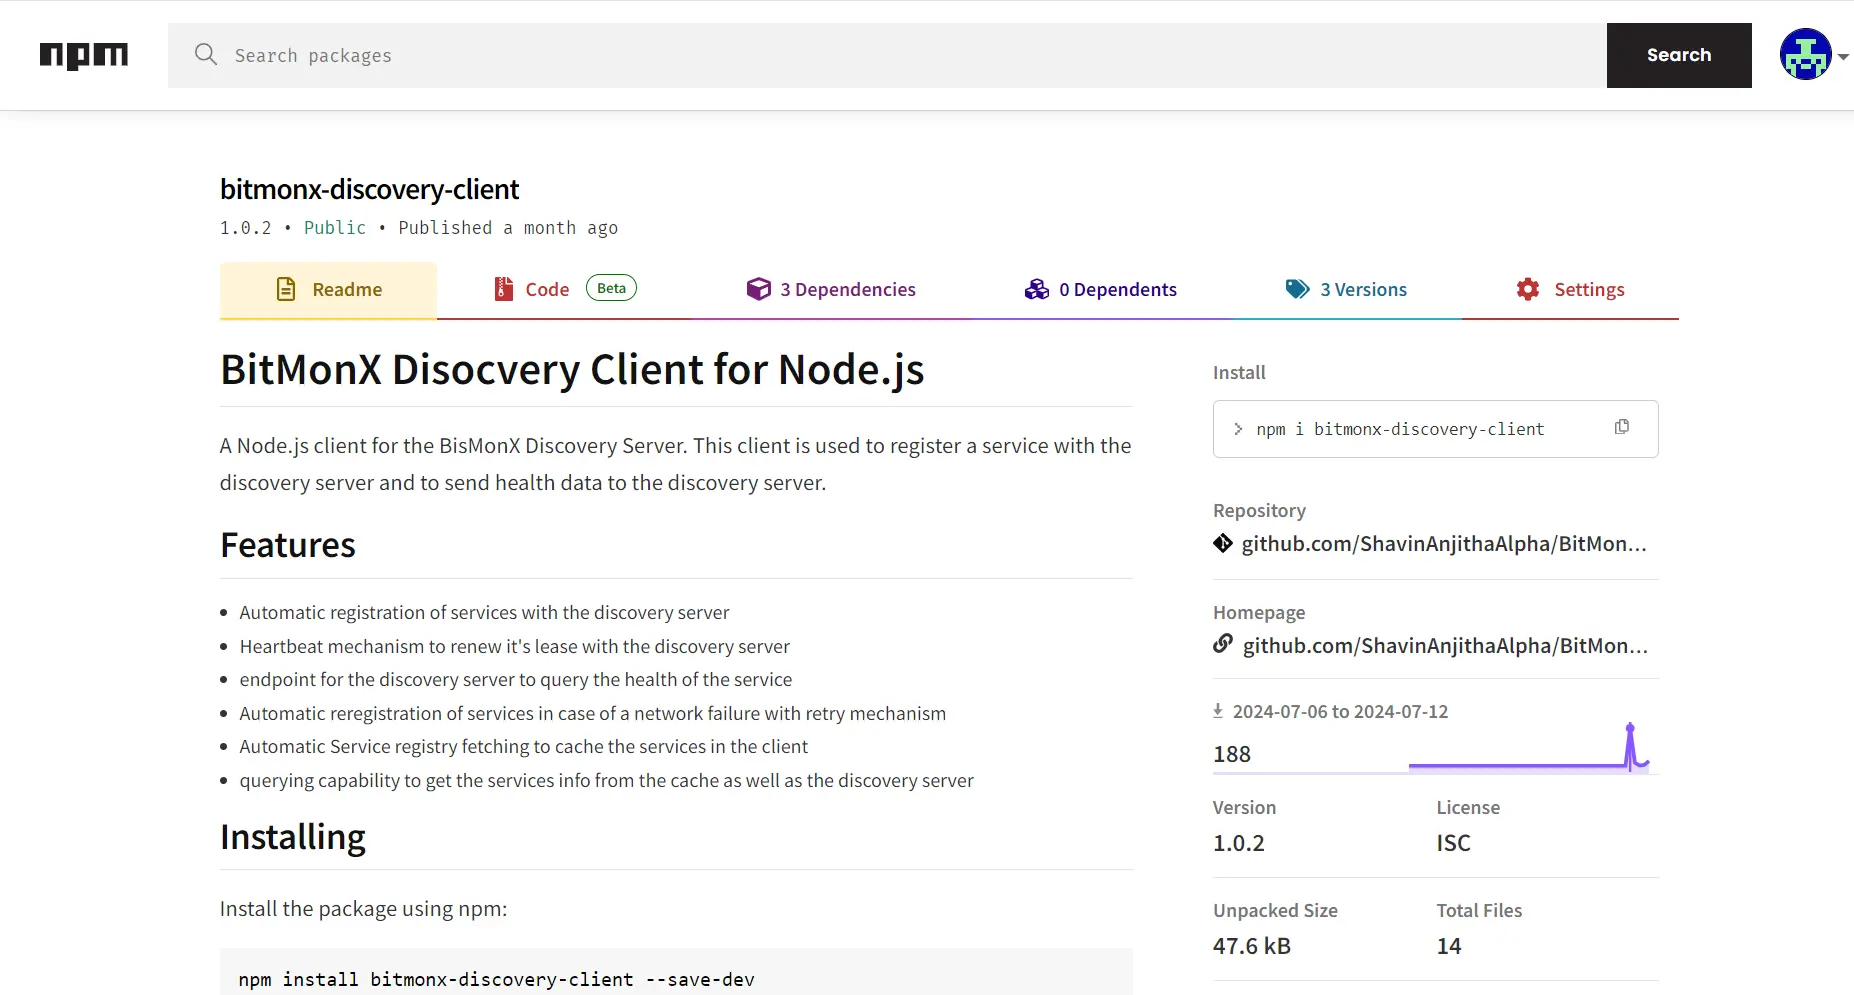 npm
Search packages
Search
bitmonx-discovery-client
1.0.2 • Public • Published a month ago
Readme
Code Beta
3 Dependencies
0 Dependents
3 Versions
Settings
BitMonX Disocvery Client for Node.js
A Node.js client for the BisMonX Discovery Server. This client is used to register a service with the
discovery server and to send health data to the discovery server.
Features
• Automatic registration of services with the discovery server
• Heartbeat mechanism to renew it's lease with the discovery server
• endpoint for the discovery server to query the health of the service
• Automatic reregistration of services in case of a network failure with retry mechanism
• Automatic Service registry fetching to cache the services in the client
• querying capability to get the services info from the cache as well as the discovery server
Installing
Install the package using npm:
npm install bitmonx-discovery-client --save-dev
Install
> npm i bitmonx-discovery-client
Repository
github.com/ShavinAnjithaAlpha/BitMon...
Homepage
github.com/ShavinAnjithaAlpha/BitMon...
2024-07-06 to 2024-07-12
188
Version
1.0.2
License
ISC
Unpacked Size
47.6 kB
Total Files
14